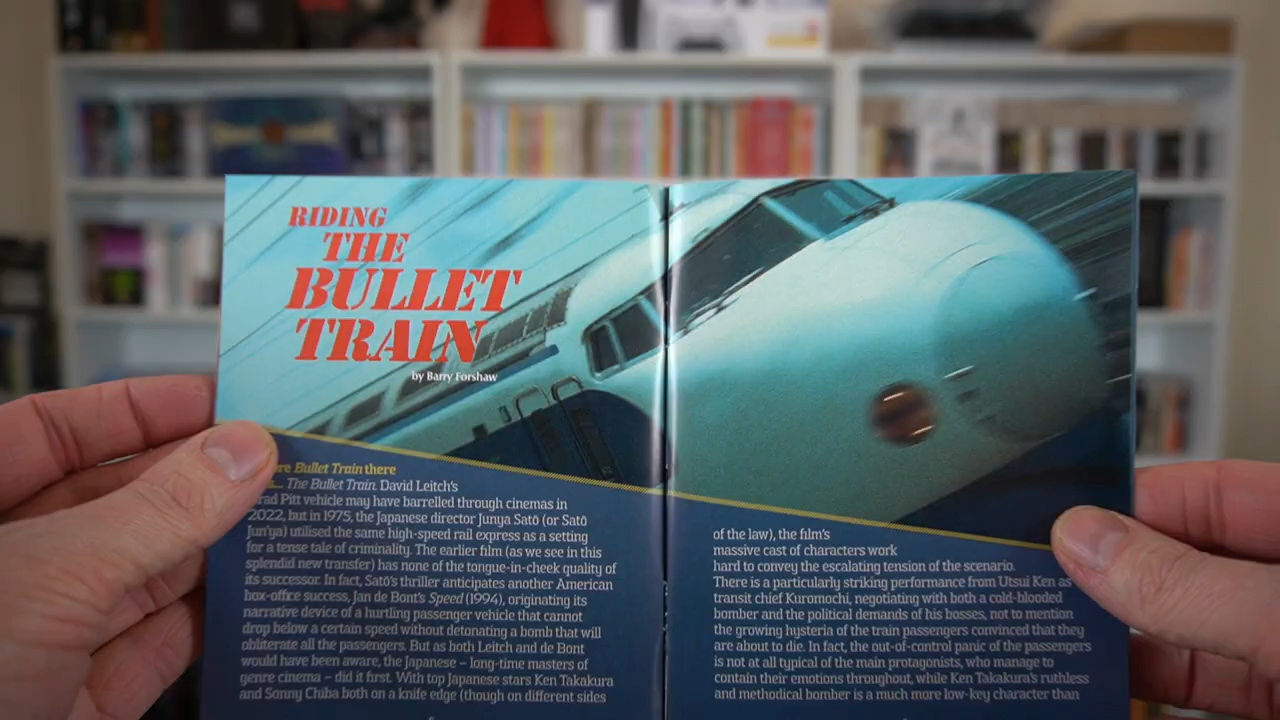 RIDING
THE
BULLET
TRAIN
by Barry Forshaw
Bullet Train there
The Bullet Train. David Leitch's
Pitt vehicle may have barrelled through cinemas in
2022, but in 1975, the Japanese director Junya Satō (or Satō
Jun'ya) utilised the same high-speed rail express as a setting
for a tense tale of criminality. The earlier film (as we see in this
splendid new transfer) has none of the tongue-in-cheek quality of
its successor. In fact, Satō's thriller anticipates another American
box-office success, Jan de Bont's Speed (1994), originating its
narrative device of a hurtling passenger vehicle that cannot
drop below a certain speed without detonating a bomb that will
obliterate all the passengers. But as both Leitch and de Bont
would have been aware, the Japanese – long-time masters of
genre cinema – did it first. With top Japanese stars Ken Takakura
and Sonny Chiba both on a knife edge (though on different sides
of the law), the film's
massive cast of characters work
hard to convey the escalating tension of the scenario.
There is a particularly striking performance from Utsui Ken as
transit chief Kuromochi, negotiating with both a cold-blooded
bomber and the political demands of his bosses, not to mention
the growing hysteria of the train passengers convinced that they
are about to die. In fact, the out-of-control panic of the passengers
is not at all typical of the main protagonists, who manage to
contain their emotions throughout, while Ken Takakura's ruthless
and methodical bomber is a much more low-key character than